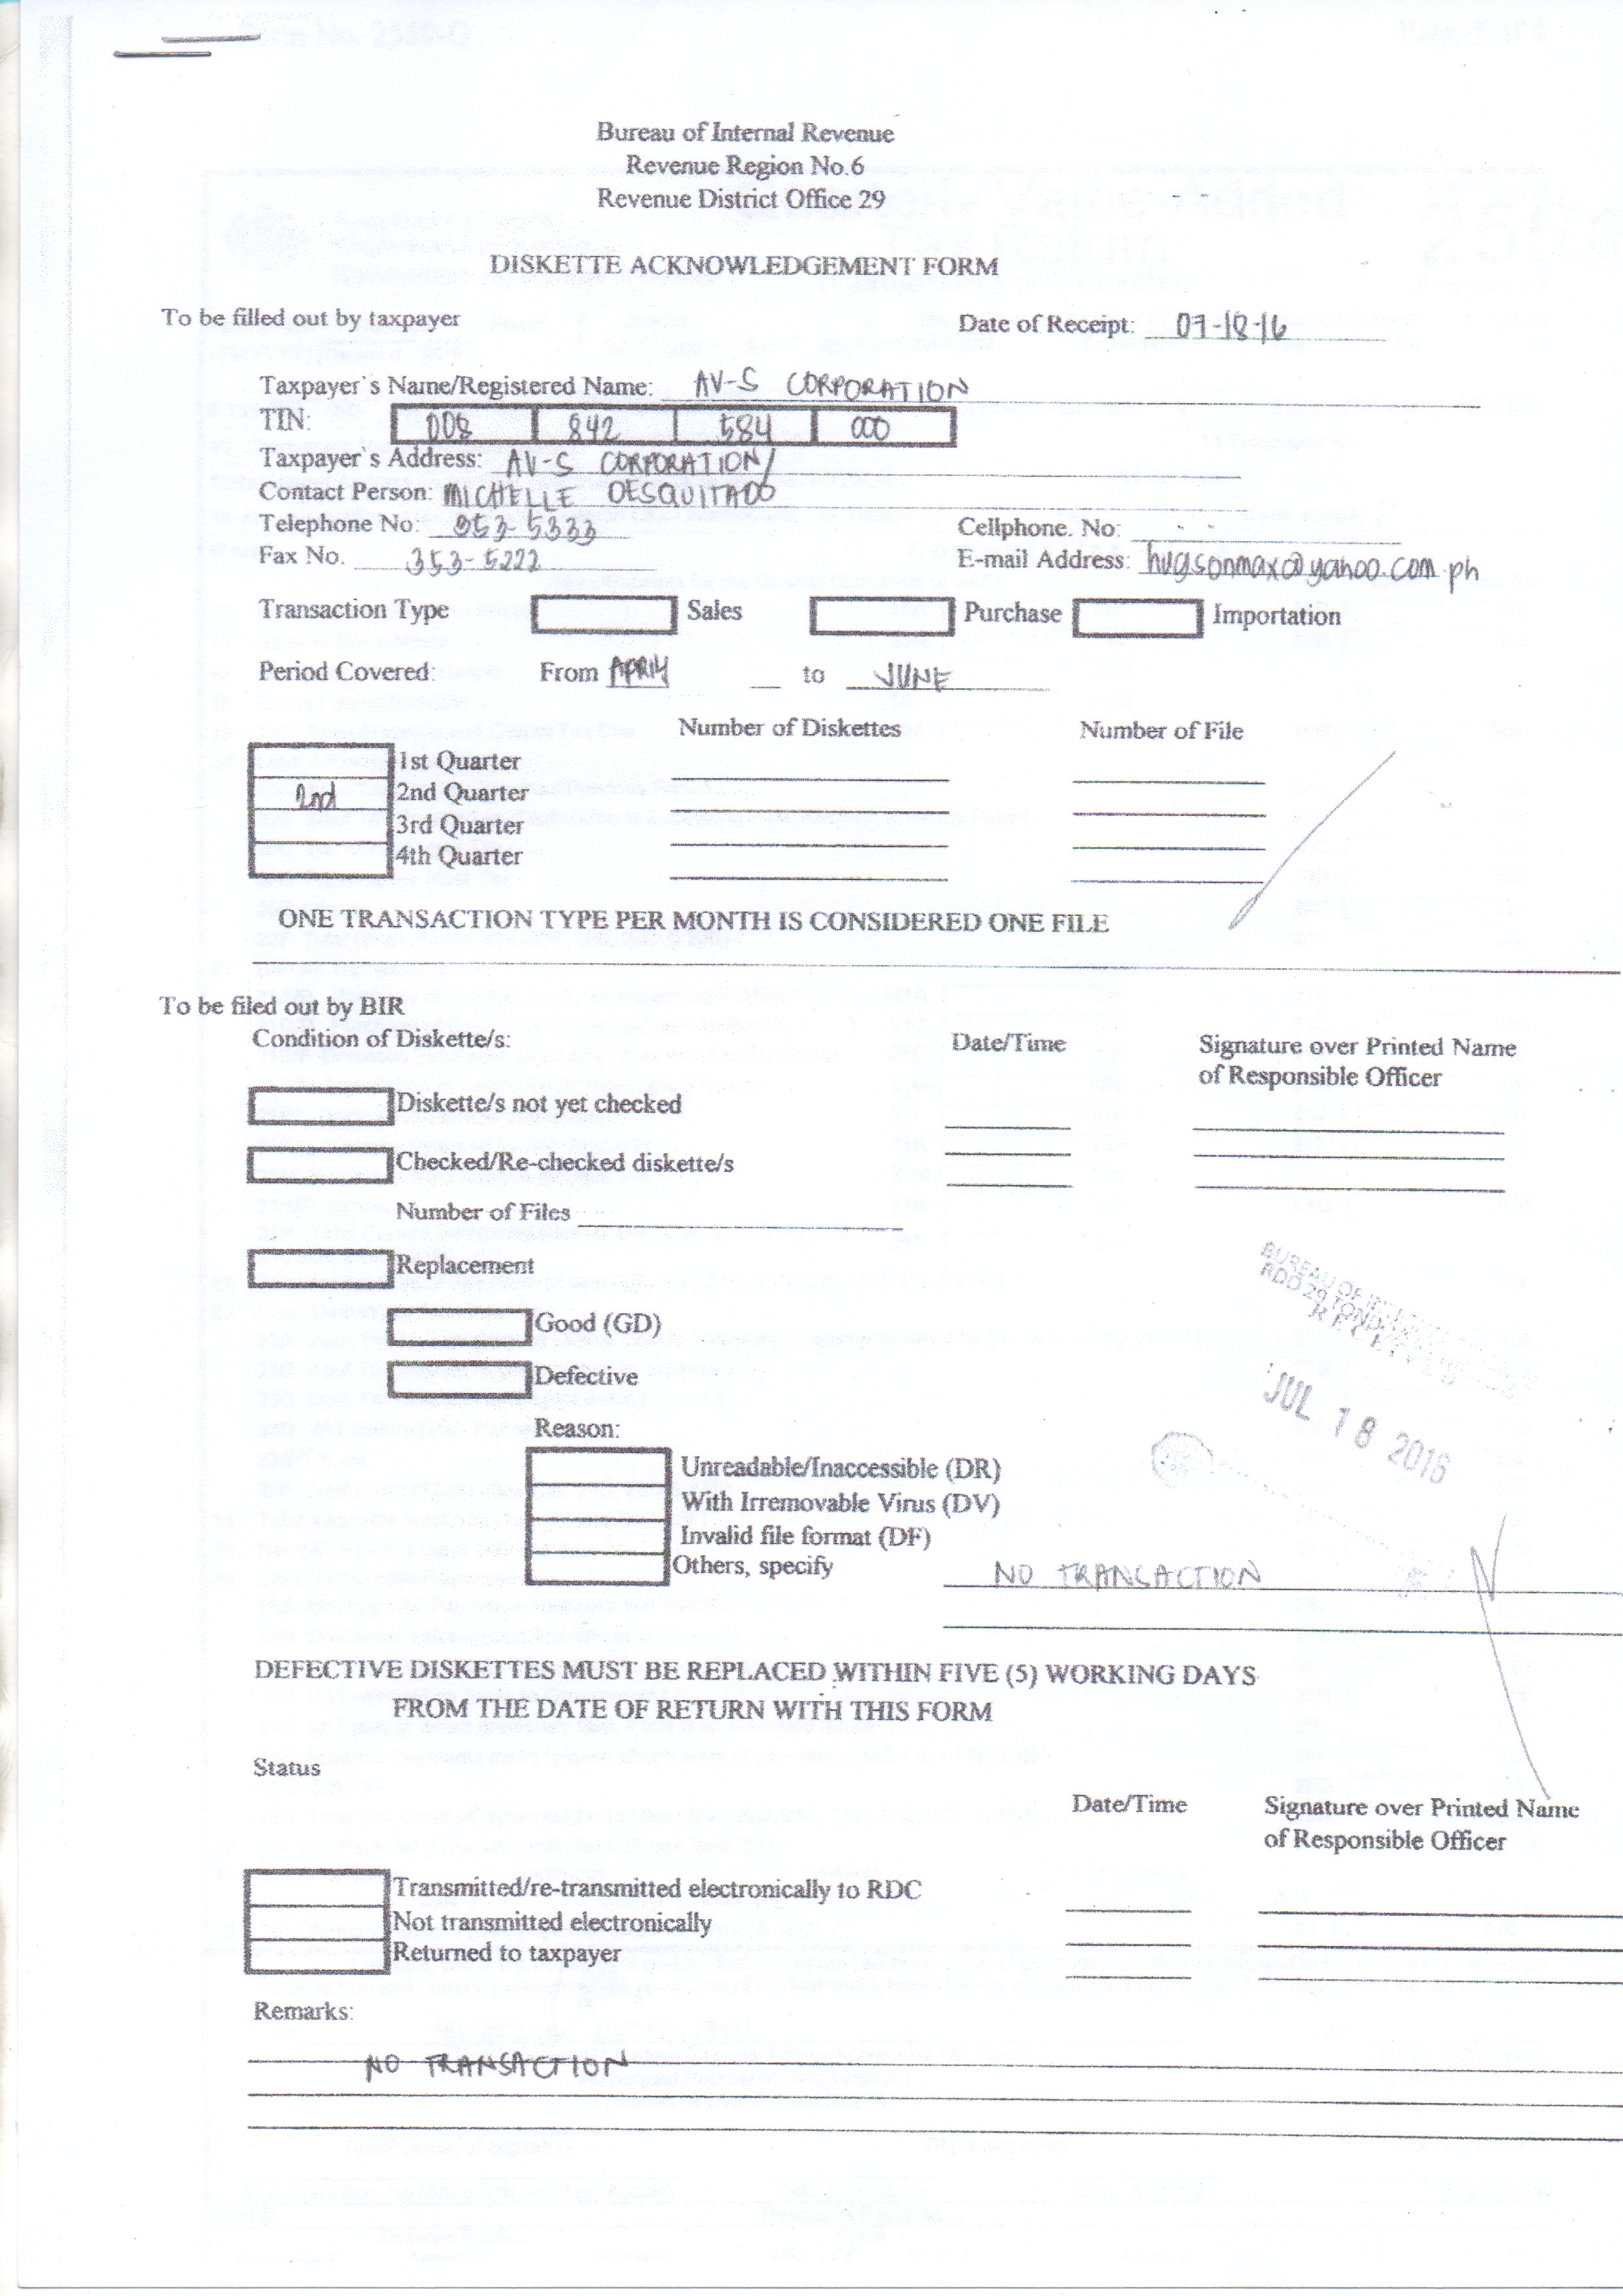 Bureau of Internal Revenue
Revenue Region No.6
Revenue District Office 29
DISKETTE ACKNOWLEDGEMENT FORM
To be filled out by taxpayer
Date of Receipt: 07-18-16
Taxpayer`s Name/Registered Name: AV-S CORPORATION
TIN: 008 842 584 000
Taxpayer`s Address: AV-S CORPORATION/
Contact Person: MICHELLE DESQUITADO
Telephone No: 353-5333
Cellphone. No: - -
Fax No. 353-5222
E-mail Address: hugsonmax@yahoo.com.ph
Transaction Type Sales Purchase Importation
Period Covered: From APRIL to JUNE
Number of Diskettes Number of File
1st Quarter
2nd 2nd Quarter
3rd Quarter
4th Quarter
ONE TRANSACTION TYPE PER MONTH IS CONSIDERED ONE FILE
To be filed out by BIR
Condition of Diskette/s:
Date/Time
Signature over Printed Name
of Responsible Officer
Diskette/s not yet checked
Checked/Re-checked diskette/s
Number of Files
Replacement
Good (GD)
Defective
BUREAU OF
RDO 29 TONDO
RECEIVED
JUL 18 2016
Reason:
Unreadable/Inaccessible (DR)
With Irremovable Virus (DV)
Invalid file format (DF)
Others, specify NO TRANSACTION
DEFECTIVE DISKETTES MUST BE REPLACED WITHIN FIVE (5) WORKING DAYS
FROM THE DATE OF RETURN WITH THIS FORM
Status
Date/Time
Signature over Printed Name
of Responsible Officer
Transmitted/re-transmitted electronically to RDC
Not transmitted electronically
Returned to taxpayer
Remarks:
NO TRANSACTION